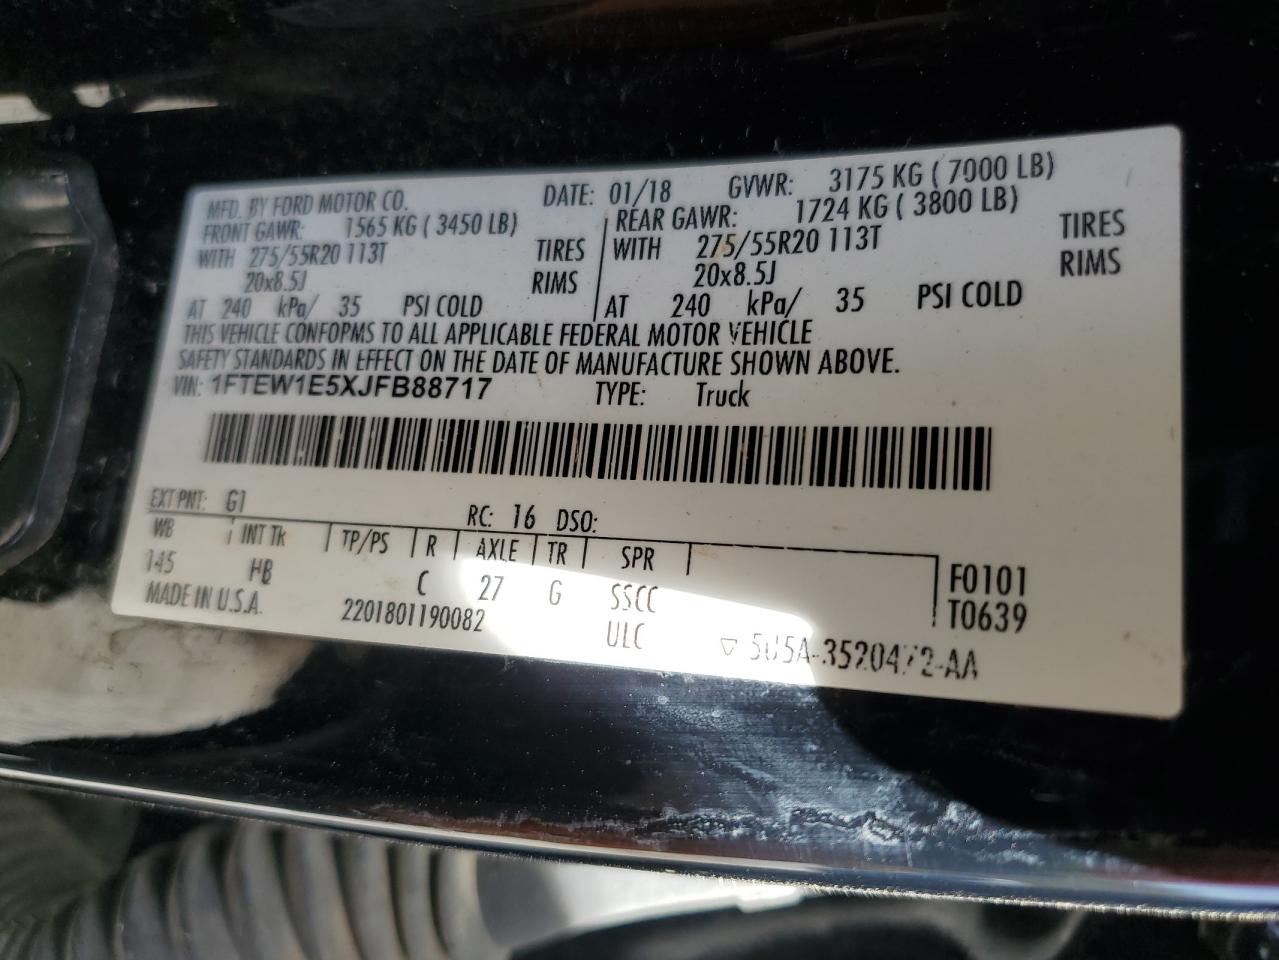 MFD. BY FORD MOTOR CO. DATE: 01/18 GVWR: 3175 KG ( 7000 LB)
FRONT GAWR: 1565 KG ( 3450 LB) REAR GAWR: 1724 KG ( 3800 LB)
WITH 275/55R20 113T TIRES WITH 275/55R20 113T TIRES
20x8.5J RIMS 20x8.5J RIMS
AT 240 kPa/ 35 PSI COLD AT 240 kPa/ 35 PSI COLD
THIS VEHICLE CONFORMS TO ALL APPLICABLE FEDERAL MOTOR VEHICLE
SAFETY STANDARDS IN EFFECT ON THE DATE OF MANUFACTURE SHOWN ABOVE.
VIN: 1FTEW1E5XJFB88717 TYPE: Truck
EXT PNT: G1 RC: 16 DSO:
WB INT TR TP/PS R AXLE TR SPR
145 HB C 27 G SSCC F0101
MADE IN U.S.A. 2201801190082 ULC T0639
▽ 5U5A-3520472-AA